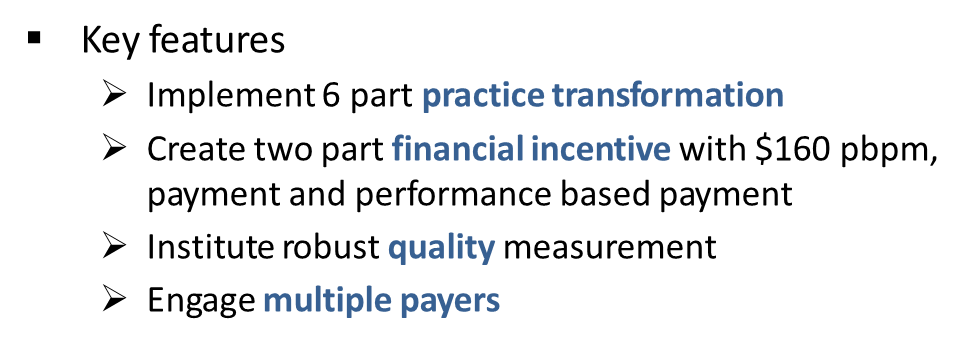 ▪ Key features
➢ Implement 6 part practice transformation
➢ Create two part financial incentive with $160 pbpm,
payment and performance based payment
➢ Institute robust quality measurement
➢ Engage multiple payers